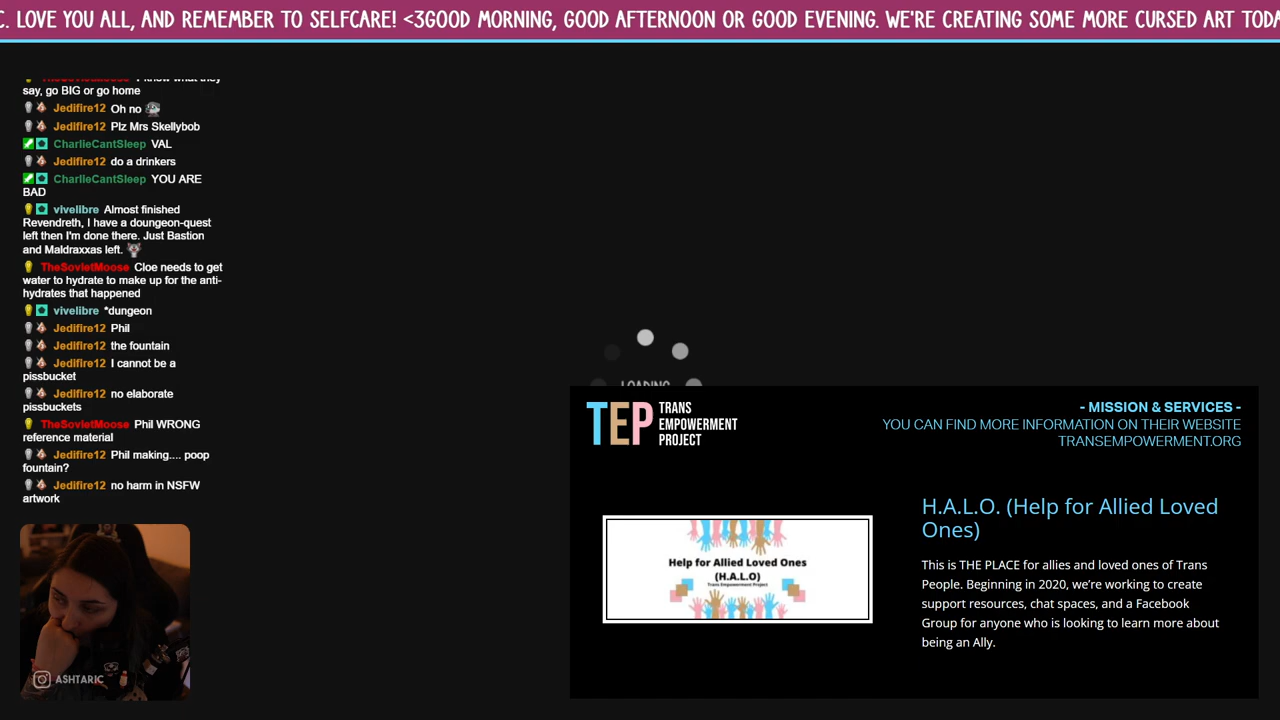 C. LOVE YOU ALL, AND REMEMBER TO SELFCARE! <3GOOD MORNING, GOOD AFTERNOON OR GOOD EVENING. WE'RE CREATING SOME MORE CURSED ART TODA
TheSovietMoose I know what they
say, go BIG or go home
Jedifire12 Oh no
Jedifire12 Plz Mrs Skellybob
CharlieCantSleep VAL
Jedifire12 do a drinkers
CharlieCantSleep YOU ARE
BAD
vivelibre Almost finished
Revendreth, I have a doungeon-quest
left then I'm done there. Just Bastion
and Maldraxxas left.
TheSovietMoose Cloe needs to get
water to hydrate to make up for the anti-
hydrates that happened
vivelibre *dungeon
Jedifire12 Phil
Jedifire12 the fountain
Jedifire12 I cannot be a
pissbucket
Jedifire12 no elaborate
pissbuckets
TheSovietMoose Phil WRONG
reference material
Jedifire12 Phil making.... poop
fountain?
Jedifire12 no harm in NSFW
artwork
ASHTARIC
LOADING
TEP TRANS
EMPOWERMENT
PROJECT
- MISSION & SERVICES -
YOU CAN FIND MORE INFORMATION ON THEIR WEBSITE
TRANSEMPOWERMENT.ORG
Help for Allied Loved Ones
(H.A.L.O)
Trans Empowerment Project
H.A.L.O. (Help for Allied Loved
Ones)
This is THE PLACE for allies and loved ones of Trans
People. Beginning in 2020, we're working to create
support resources, chat spaces, and a Facebook
Group for anyone who is looking to learn more about
being an Ally.